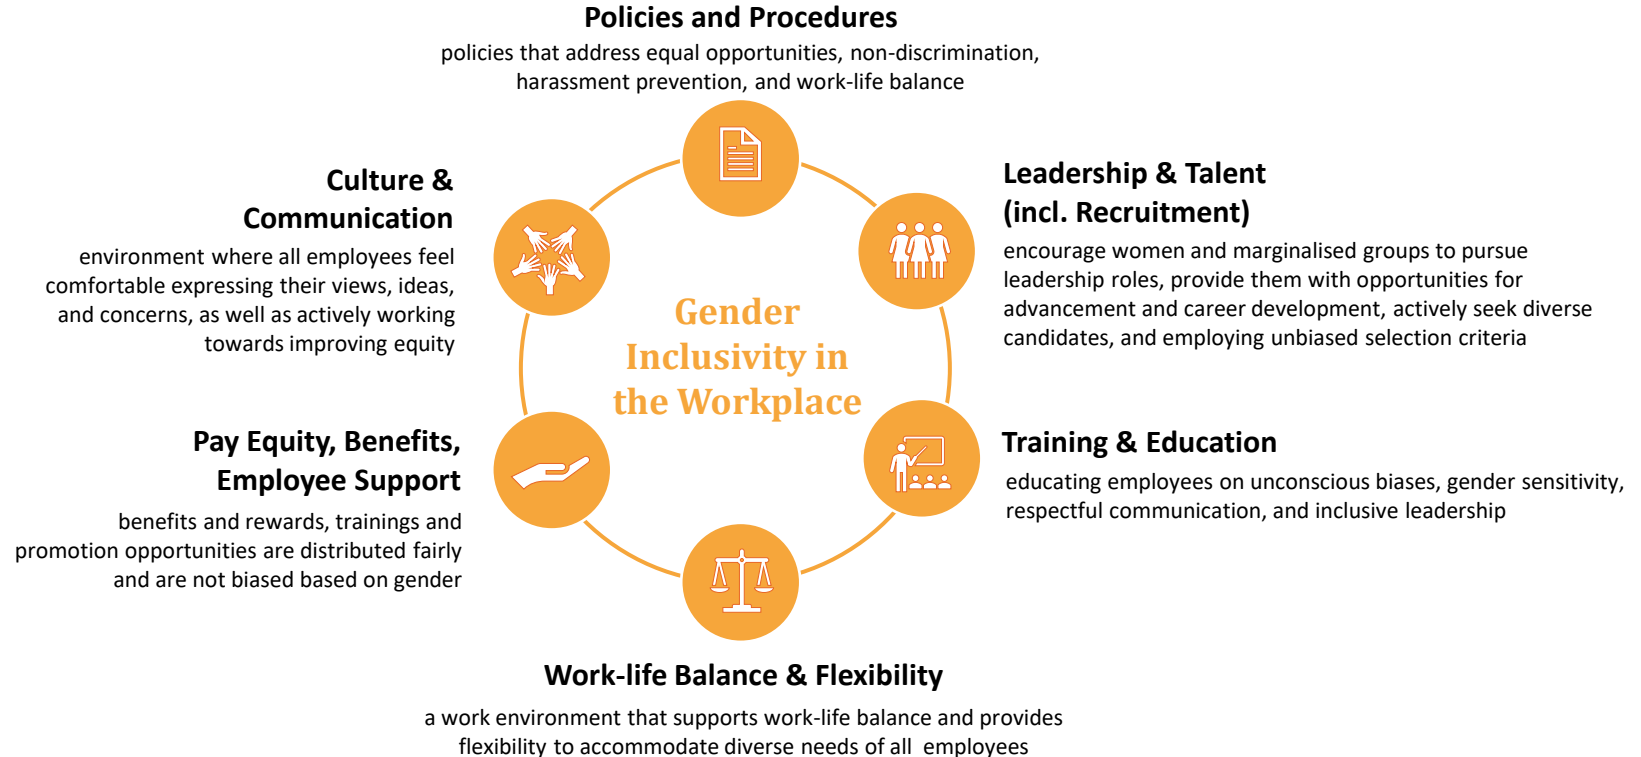 Policies and Procedures
policies that address equal opportunities, non-discrimination,
harassment prevention, and work-life balance
Leadership & Talent
(incl. Recruitment)
encourage women and marginalised groups to pursue
leadership roles, provide them with opportunities for
advancement and career development, actively seek diverse
candidates, and employing unbiased selection criteria
Training & Education
educating employees on unconscious biases, gender sensitivity,
respectful communication, and inclusive leadership
Work-life Balance & Flexibility
a work environment that supports work-life balance and provides
flexibility to accommodate diverse needs of all  employees
Pay Equity, Benefits,
Employee Support
benefits and rewards, trainings and
promotion opportunities are distributed fairly
and are not biased based on gender
Culture &
Communication
environment where all employees feel
comfortable expressing their views, ideas,
and concerns, as well as actively working
towards improving equity
Gender
Inclusivity in
the Workplace